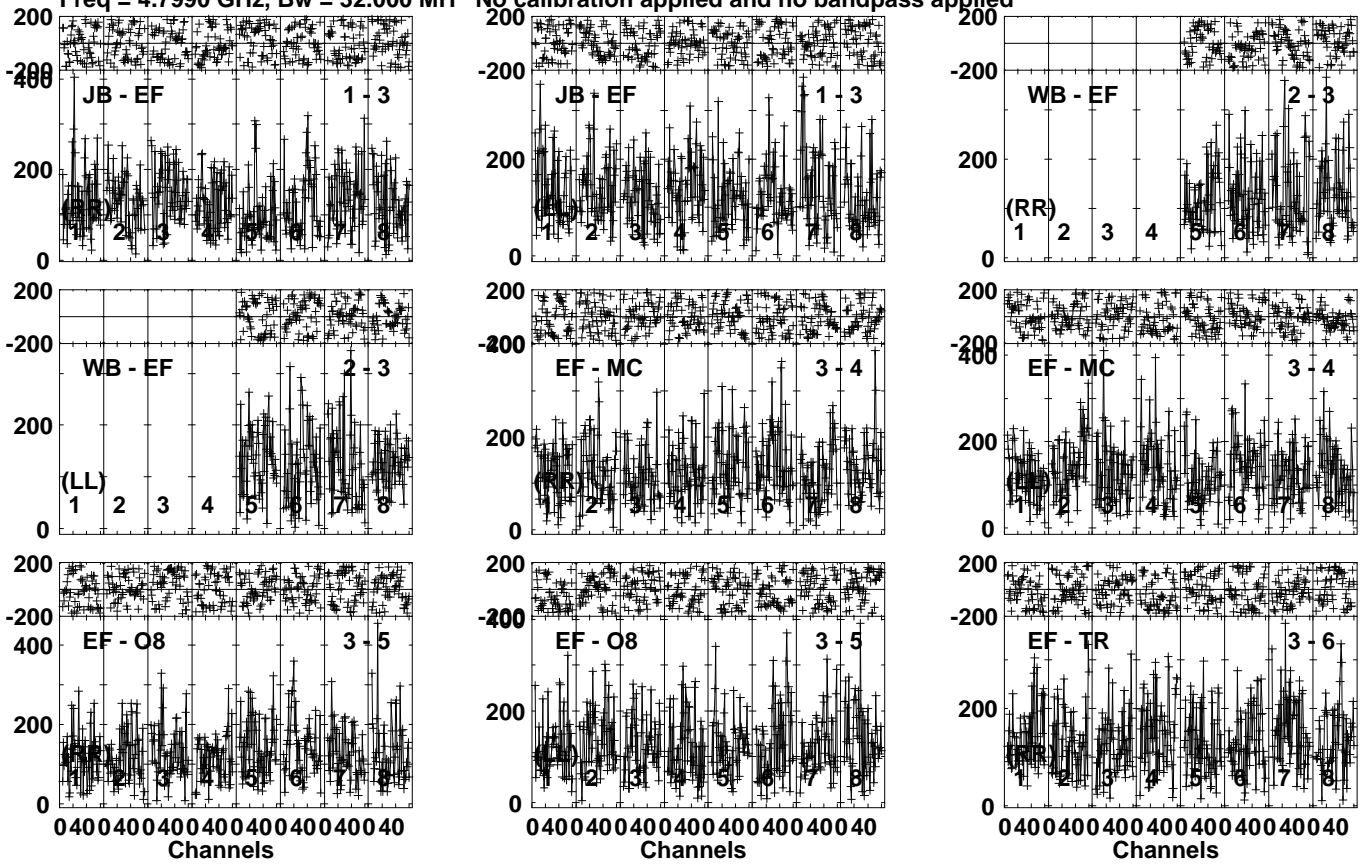 Freq = 4.7990 GHz, Bw = 32.000 MH No calibration applied and no bandpass applied
200 200 200
-200 -200 -200
400
JB - EF 1 - 3 JB - EF 1 - 3 WB - EF 2 - 3
200 200 200
(RR) (LL) (RR)
1 2 3 4 5 6 7 8 1 2 3 4 5 6 7 8 1 2 3 4 5 6 7 8
0 0 0
200 200 200
-200 -200 -200
400 400
WB - EF 2 - 3 EF - MC 3 - 4 EF - MC 3 - 4
200 200 200
(LL) (RR) (LL)
1 2 3 4 5 6 7 8 1 2 3 4 5 6 7 8 1 2 3 4 5 6 7 8
0 0 0
200 200 200
-200 -200 -200
400 400
EF - O8 3 - 5 EF - O8 3 - 5 EF - TR 3 - 6
200 200 200
(RR) (LL) (RR)
1 2 3 4 5 6 7 8 1 2 3 4 5 6 7 8 1 2 3 4 5 6 7 8
0 0 0
0 40 0 40 0 40 0 40 0 40 0 40 0 40 0 40 0 40 0 40 0 40 0 40 0 40 0 40 0 40 0 40 0 40 0 40 0 40 0 40 0 40 0 40 0 40 0 40
Channels Channels Channels